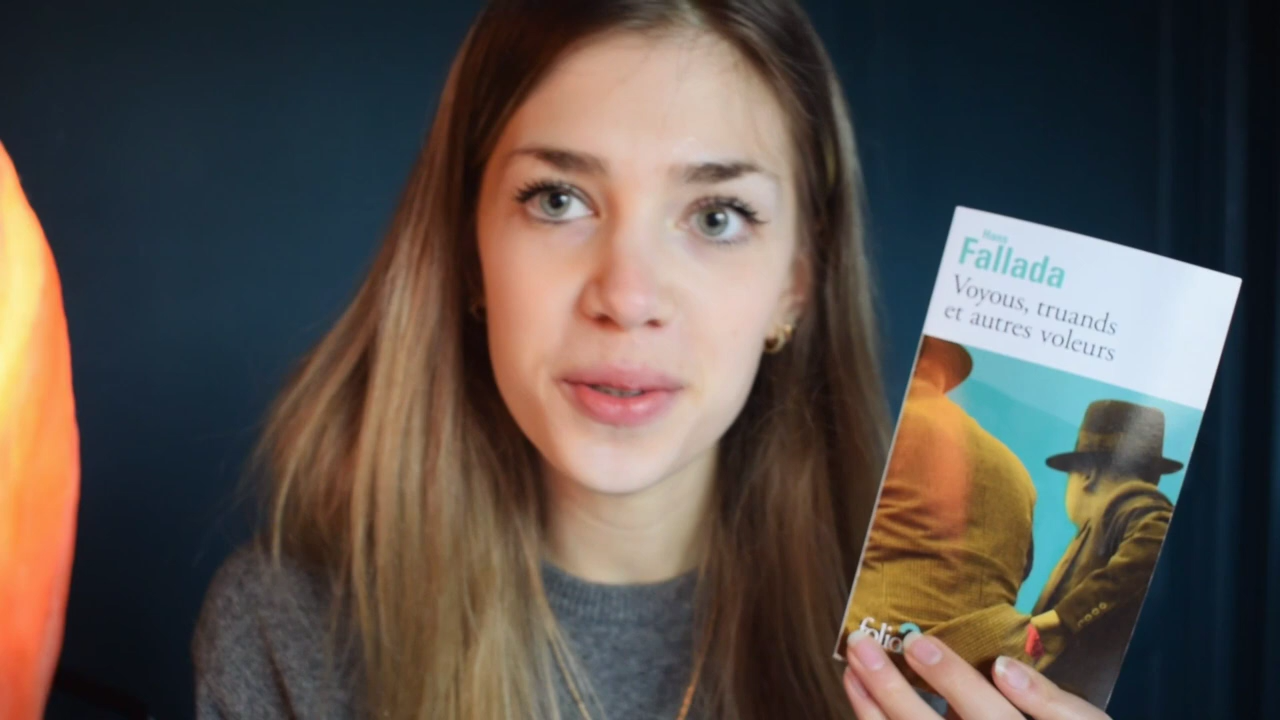 Hans
Fallada
Voyous, truands
et autres voleurs
folio